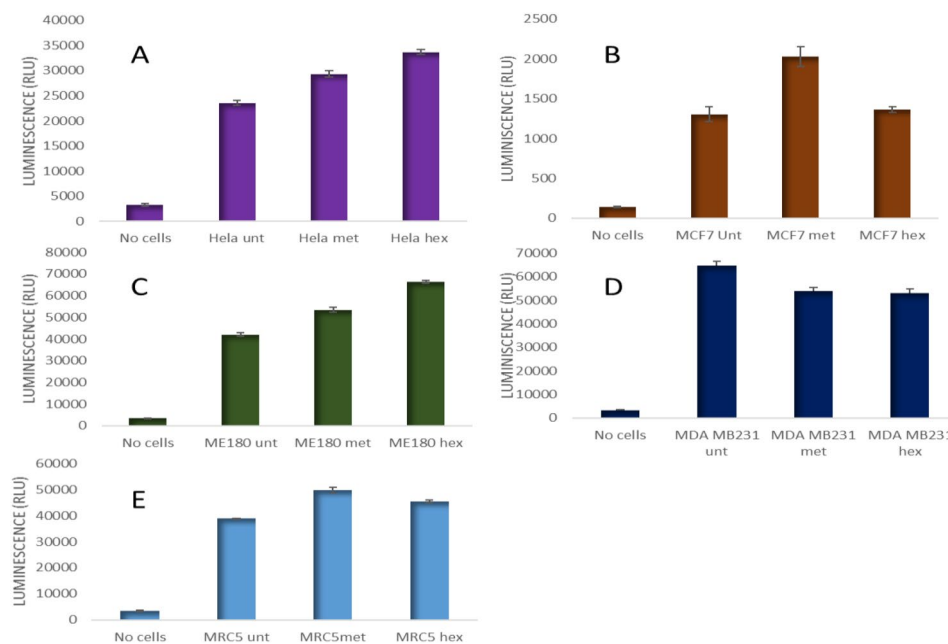 A
LUMINESCENCE (RLU)
40000
35000
30000
25000
20000
15000
10000
5000
0
No cells Hela unt Hela met Hela hex
B
LUMINISCENCE (RLU)
2500
2000
1500
1000
500
0
No cells MCF7 Unt MCF7 met MCF7 hex
C
LUMINESCENCE (RLU)
80000
70000
60000
50000
40000
30000
20000
10000
0
No cells ME180 unt ME180 met ME180 hex
D
LUMINISCENCE (RLU)
70000
60000
50000
40000
30000
20000
10000
0
No cells MDA MB231 MDA MB231 MDA MB231
unt met hex
E
LUMINESCENCE (RLU)
60000
50000
40000
30000
20000
10000
0
No cells MRC5 unt MRC5met MRC5 hex